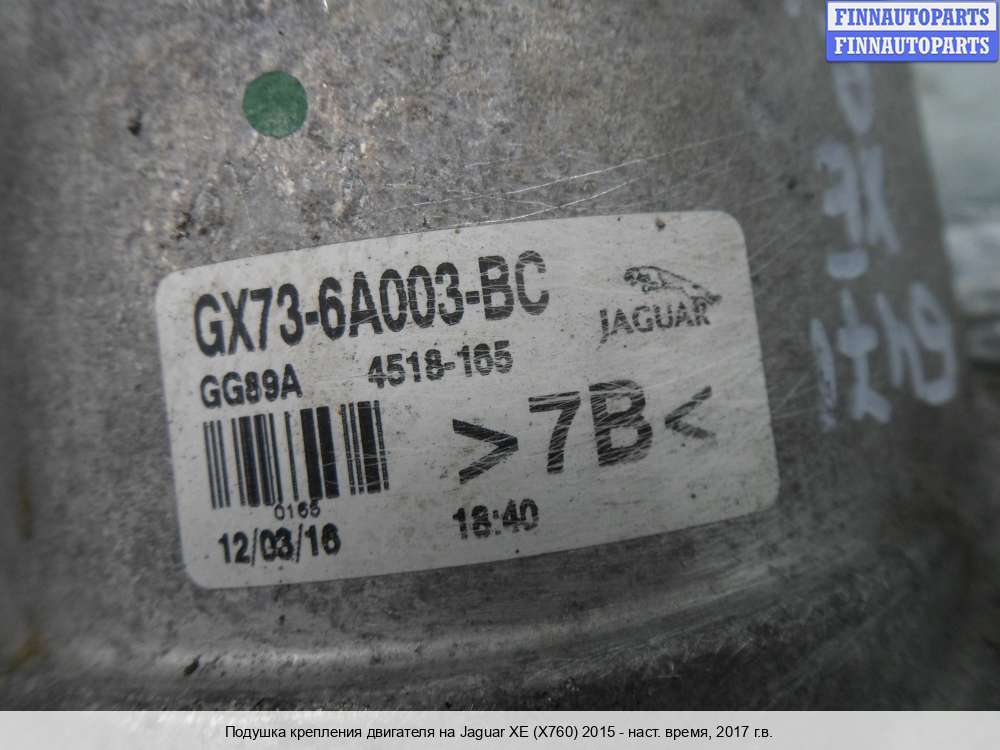 FINNAUTOPARTS
FINNAUTOPARTS
GX73-6A003-BC
JAGUAR
GG89A 4518-165
>7B<
0165
12/03/16 18:40
Подушка крепления двигателя на Jaguar XE (X760) 2015 - наст. время, 2017 г.в.